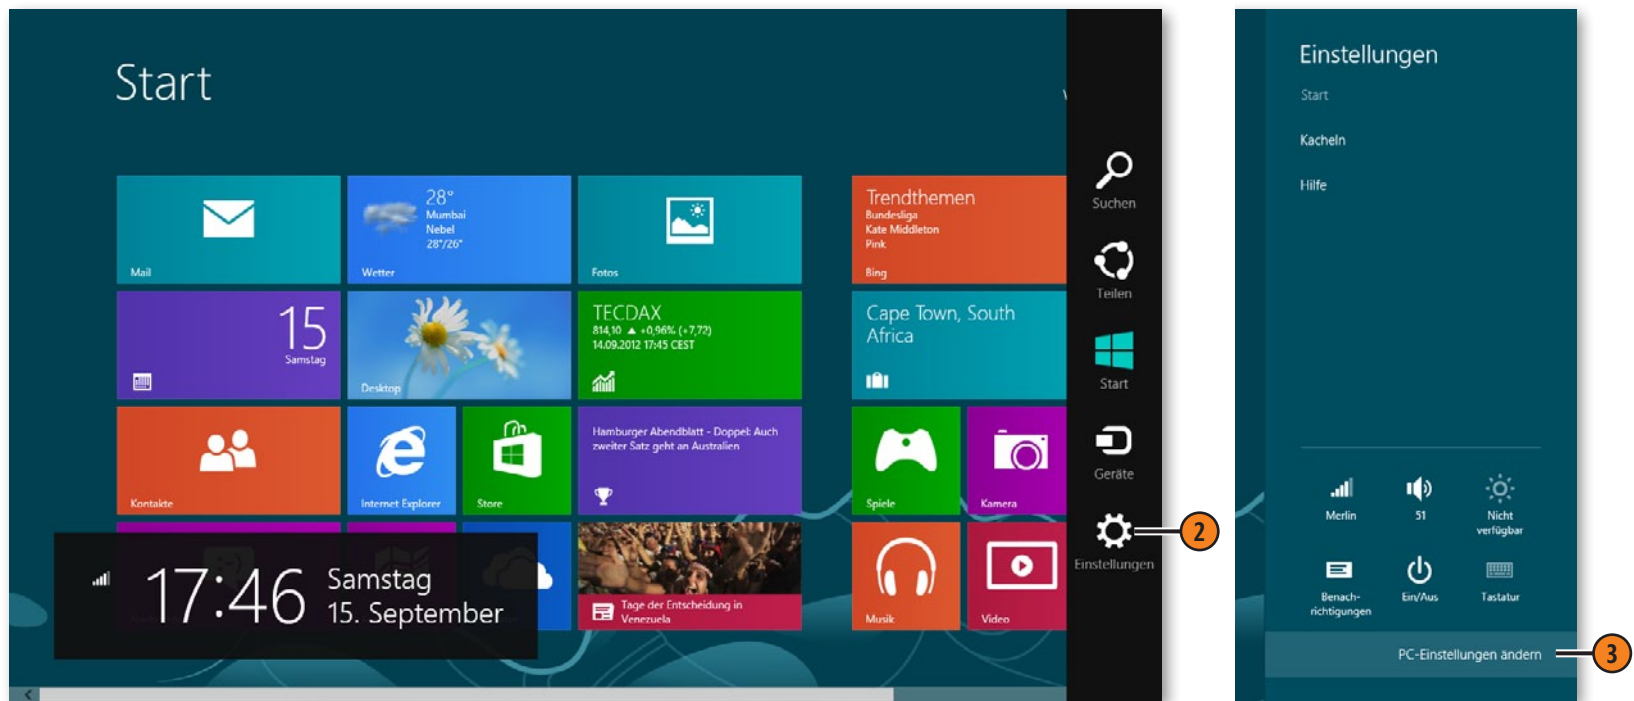 Start
Mail
28°
Mumbai
Nebel
28°/26°
Wetter
Fotos
15
Samstag
Desktop
TECDAX
814,10 ▲ +0,96% (+7,72)
14.09.2012 17:45 CEST
Kontakte
Internet Explorer
Store
Hamburger Abendblatt - Doppel: Auch
zweiter Satz geht an Australien
Tage der Entscheidung in
Venezuela
Trendthemen
Bundesliga
Kate Middleton
Pink
Bing
Cape Town, South
Africa
Spiele
Kamera
Musik
Video
17:46
Samstag
15. September
Suchen
Teilen
Start
Geräte
Einstellungen
2
Einstellungen
Start
Kacheln
Hilfe
Merlin
51
Nicht
verfügbar
Benach-
richtigungen
Ein/Aus
Tastatur
PC-Einstellungen ändern
3